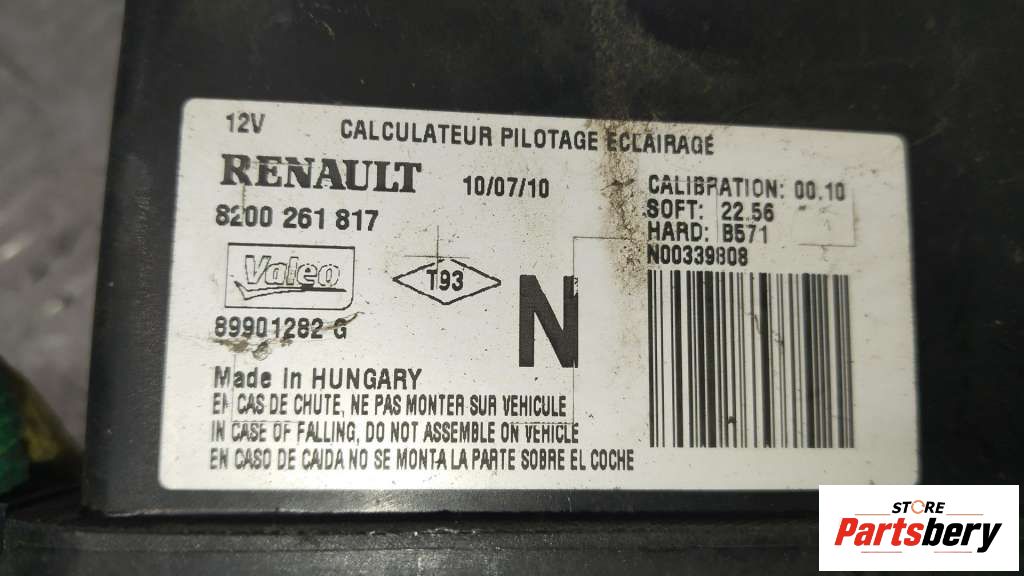 12V CALCULATEUR PILOTAGE ECLAIRAGE
RENAULT 10/07/10
8200 261 817
CALIBRATION: 00.10
SOFT: 22.56
HARD: B571
N00339808
Valeo
T93
N
89901282 G
Made in HUNGARY
EN CAS DE CHUTE, NE PAS MONTER SUR VEHICULE
IN CASE OF FALLING, DO NOT ASSEMBLE ON VEHICLE
EN CASO DE CAIDA NO SE MONTA LA PARTE SOBRE EL COCHE
STORE
Partsbery